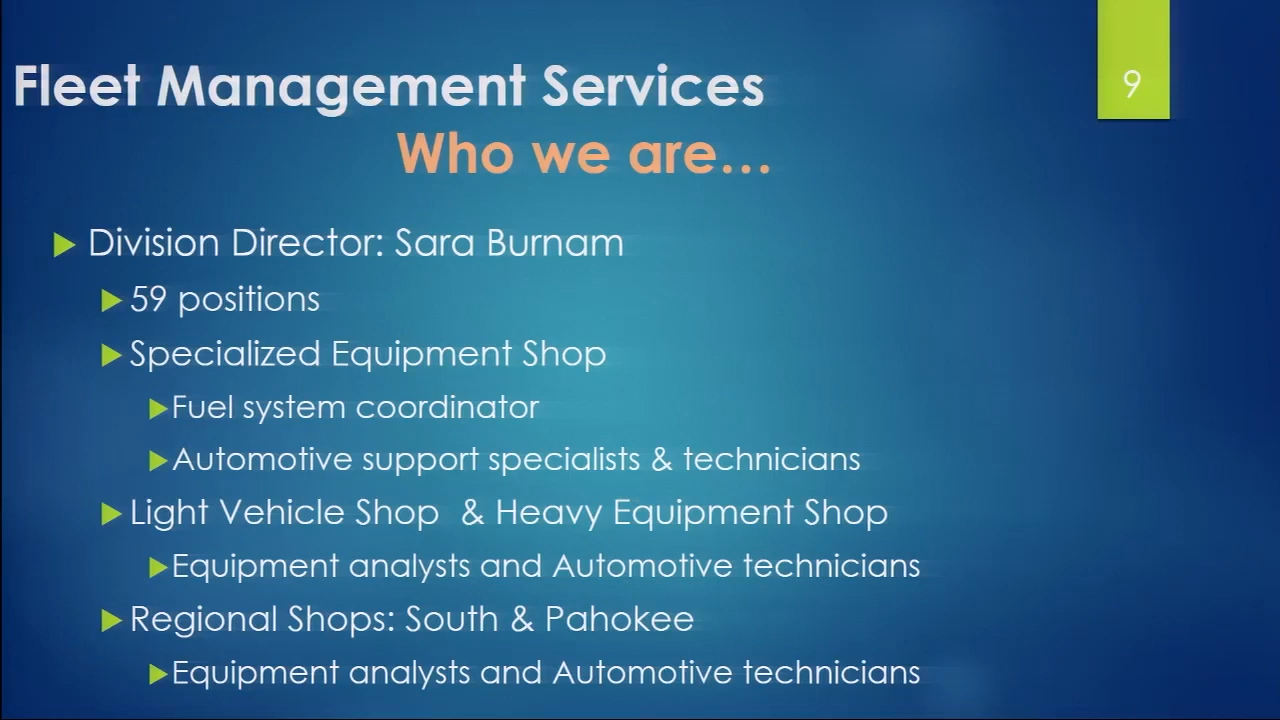 9
Fleet Management Services
Who we are…
Division Director: Sara Burnam
59 positions
Specialized Equipment Shop
Fuel system coordinator
Automotive support specialists & technicians
Light Vehicle Shop & Heavy Equipment Shop
Equipment analysts and Automotive technicians
Regional Shops: South & Pahokee
Equipment analysts and Automotive technicians